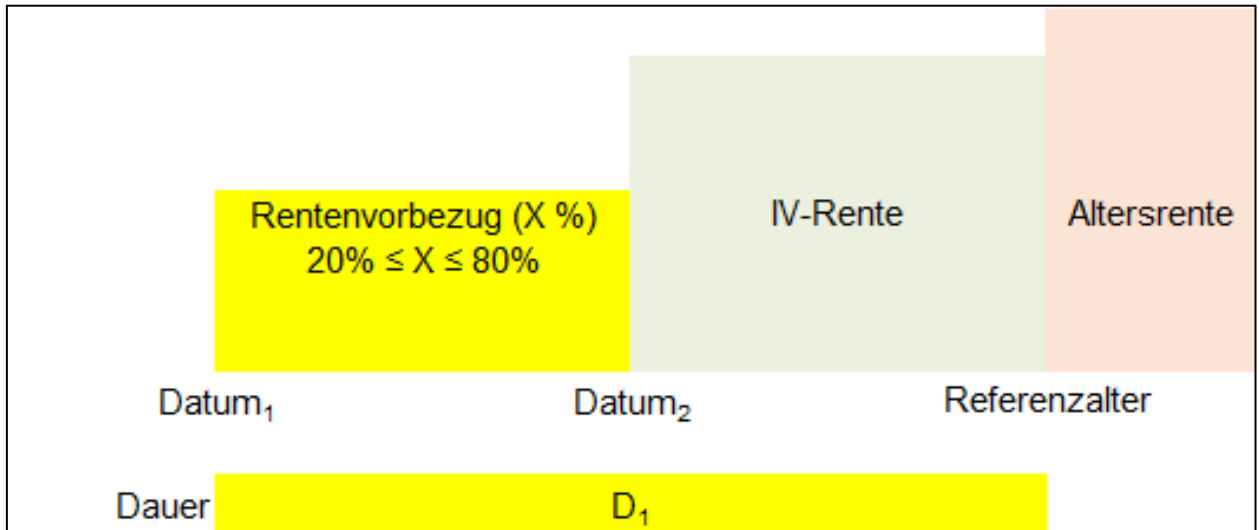 Rentenvorbezug (X %)
20% ≤ X ≤ 80%
IV-Rente
Altersrente
Datum₁
Datum₂
Referenzalter
Dauer
D₁